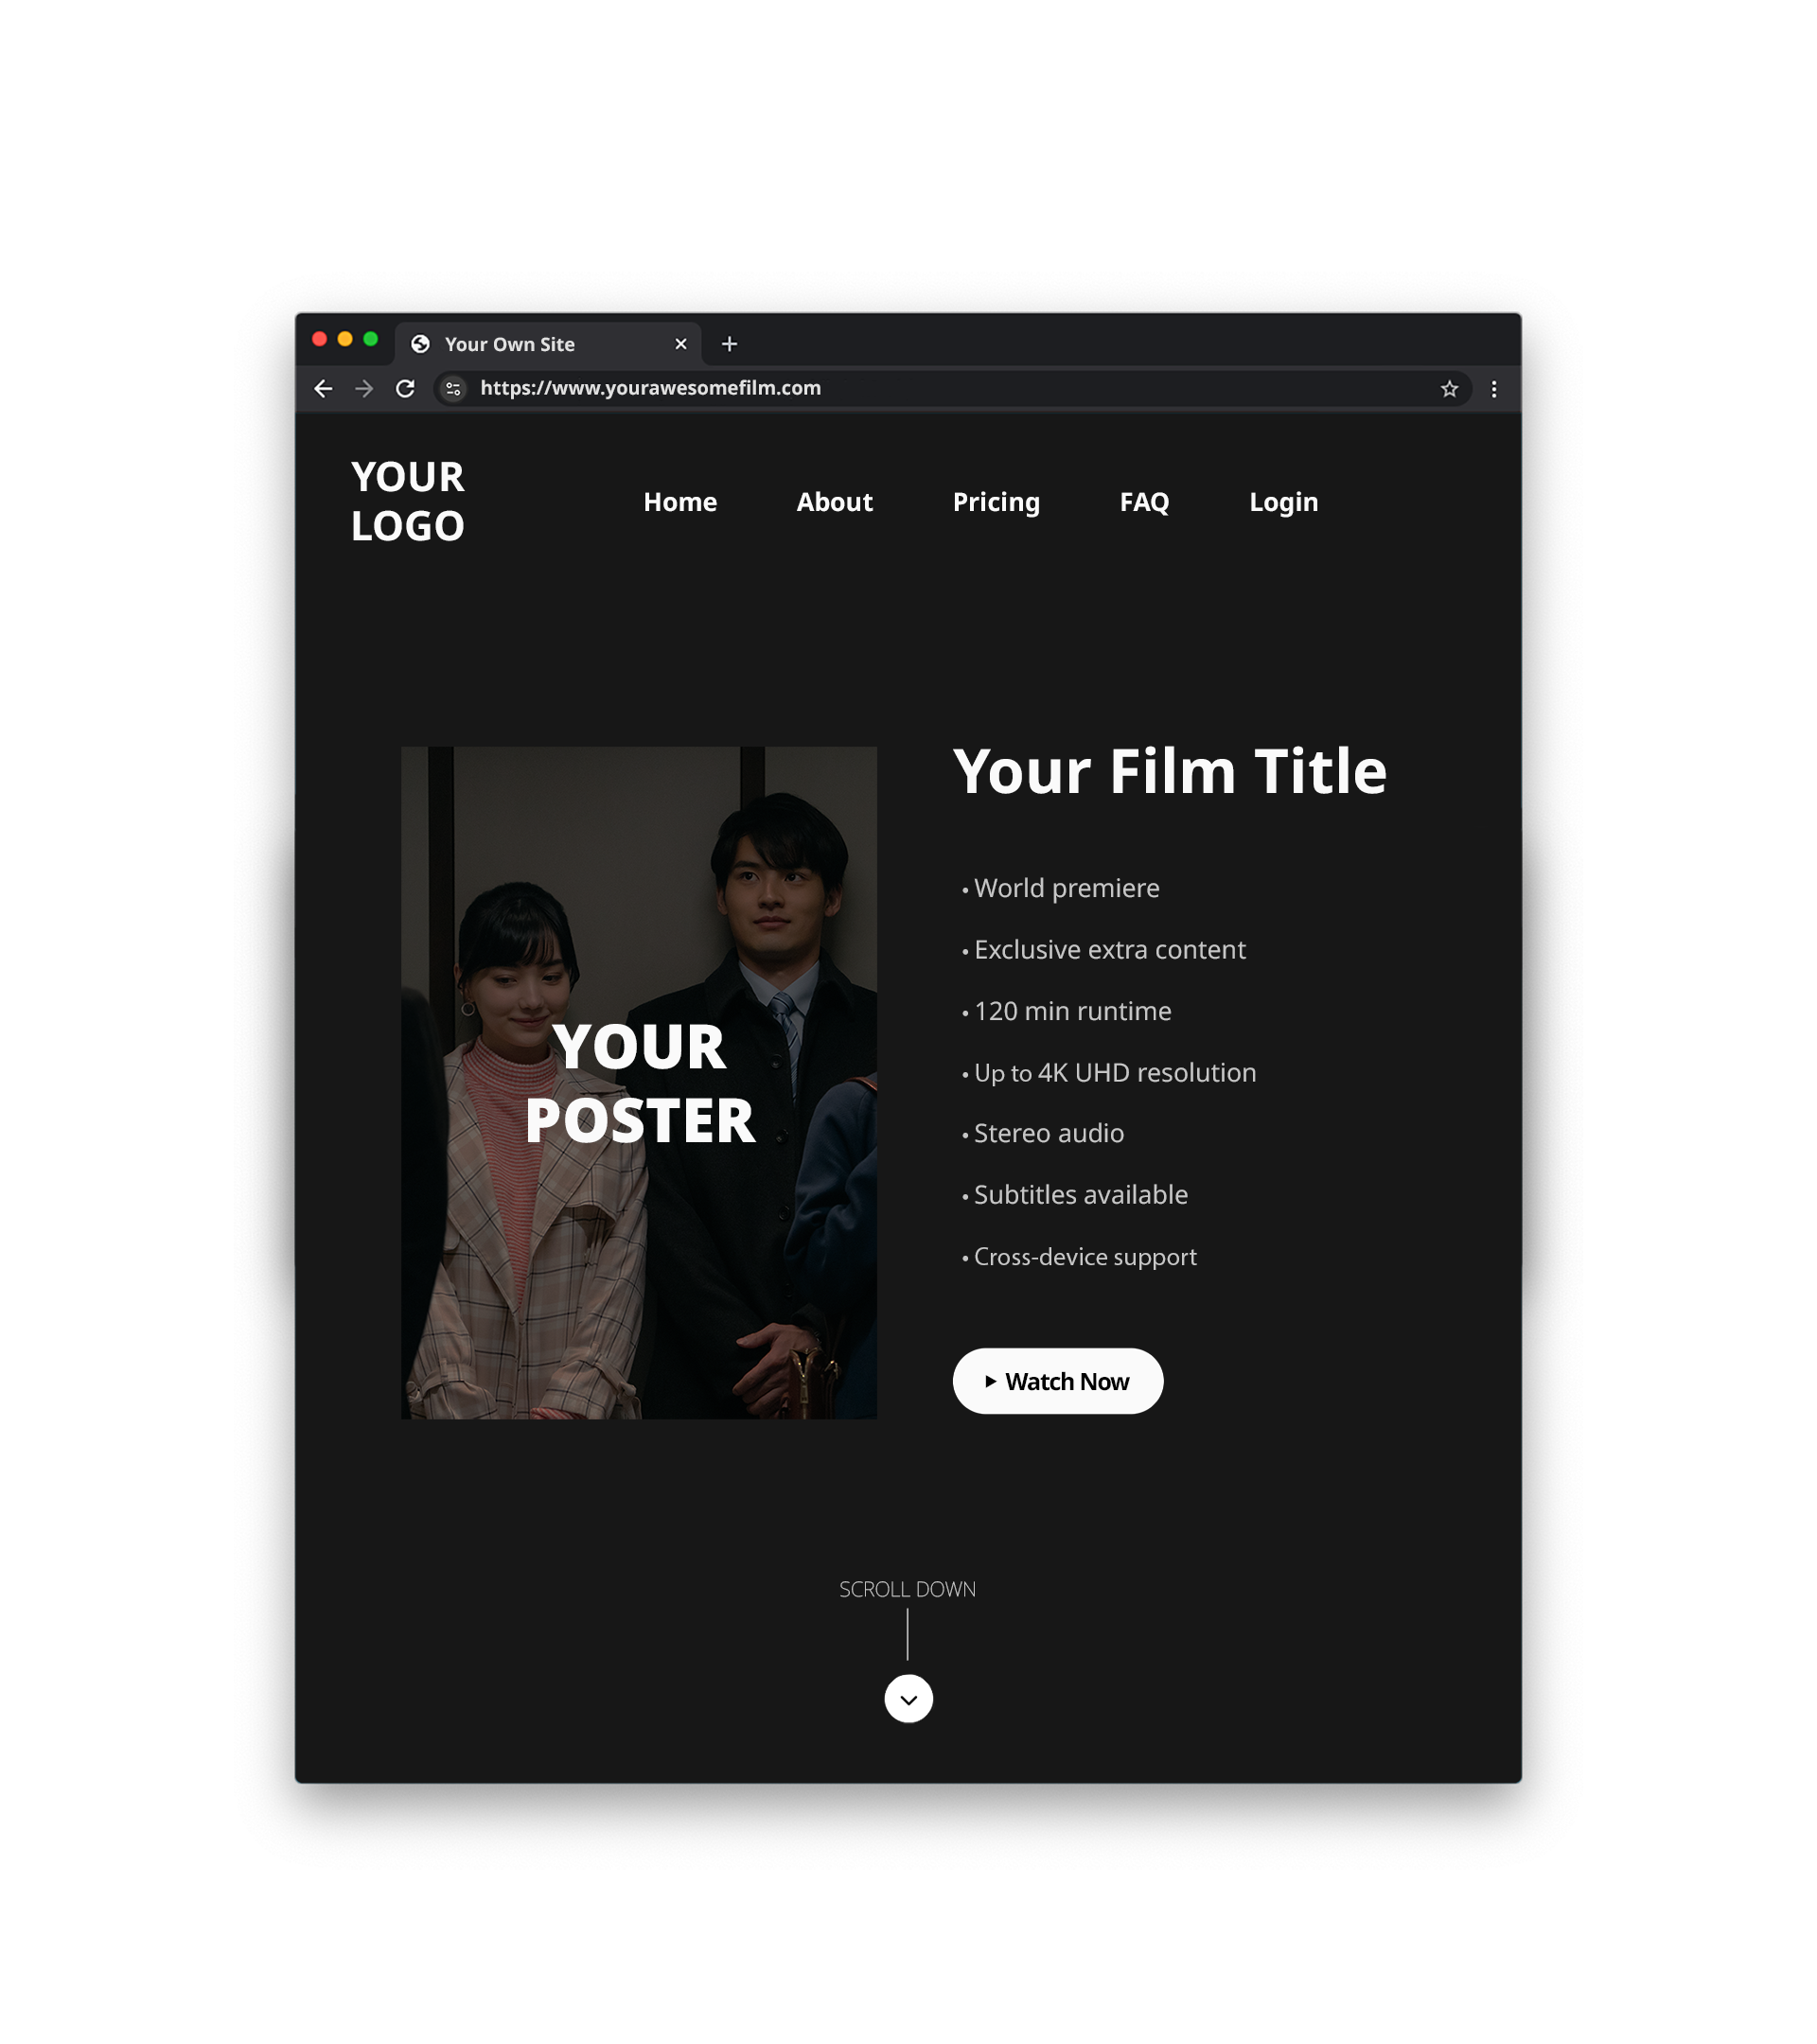 Your Own Site
https://www.yourawesomefilm.com
YOUR
LOGO
Home About Pricing FAQ Login
Your Film Title
• World premiere
• Exclusive extra content
• 120 min runtime
• Up to 4K UHD resolution
• Stereo audio
• Subtitles available
• Cross-device support
YOUR
POSTER
Watch Now
SCROLL DOWN